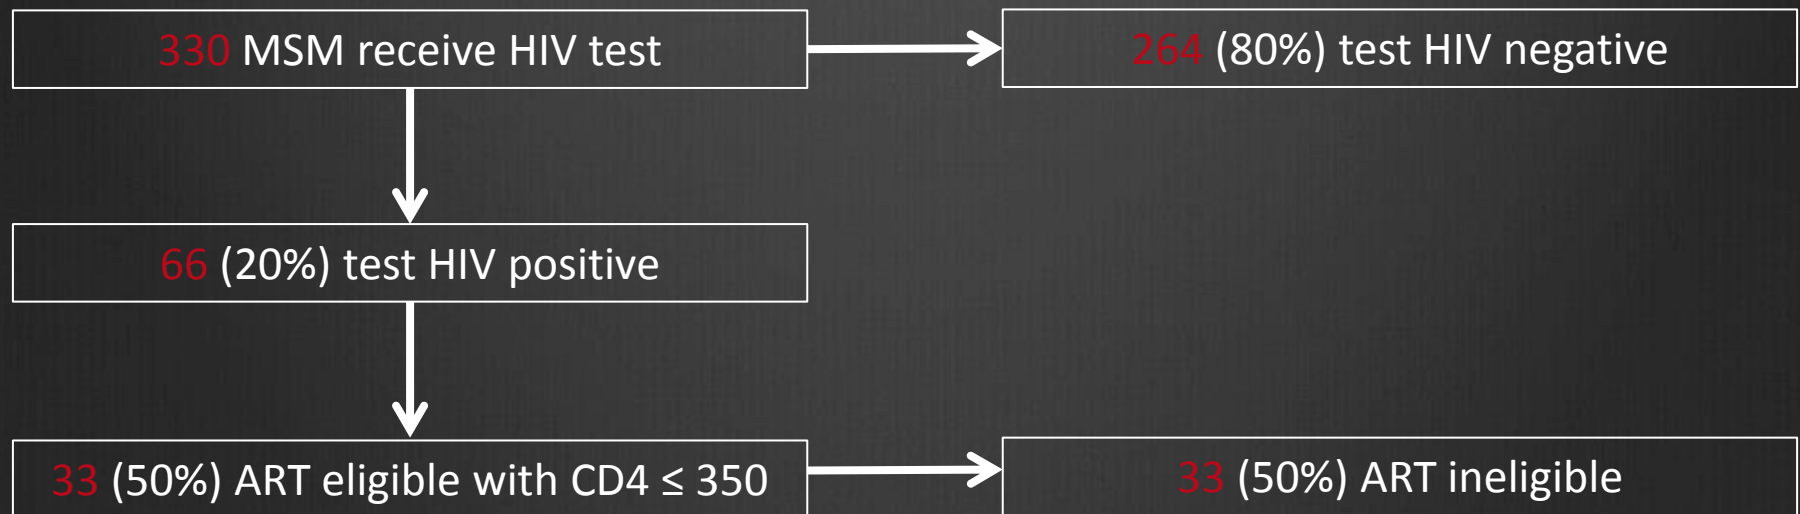 330 MSM receive HIV test
264 (80%) test HIV negative
66 (20%) test HIV positive
33 (50%) ART eligible with CD4 ≤ 350
33 (50%) ART ineligible